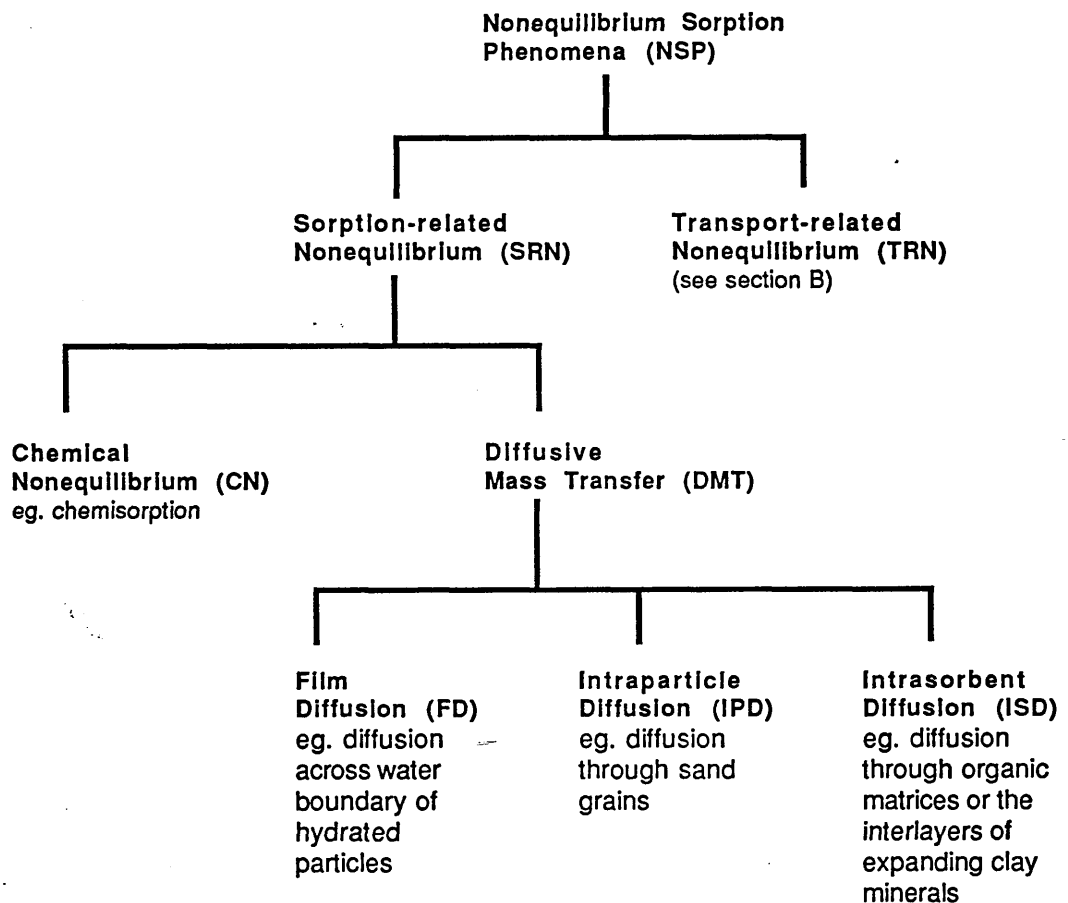 Nonequilibrium Sorption
Phenomena (NSP)
Sorption-related
Nonequilibrium (SRN)
Transport-related
Nonequilibrium (TRN)
(see section B)
Chemical
Nonequilibrium (CN)
eg. chemisorption
Diffusive
Mass Transfer (DMT)
Film
Diffusion (FD)
eg. diffusion
across water
boundary of
hydrated
particles
Intraparticle
Diffusion (IPD)
eg. diffusion
through sand
grains
Intrasorbent
Diffusion (ISD)
eg. diffusion
through organic
matrices or the
interlayers of
expanding clay
minerals